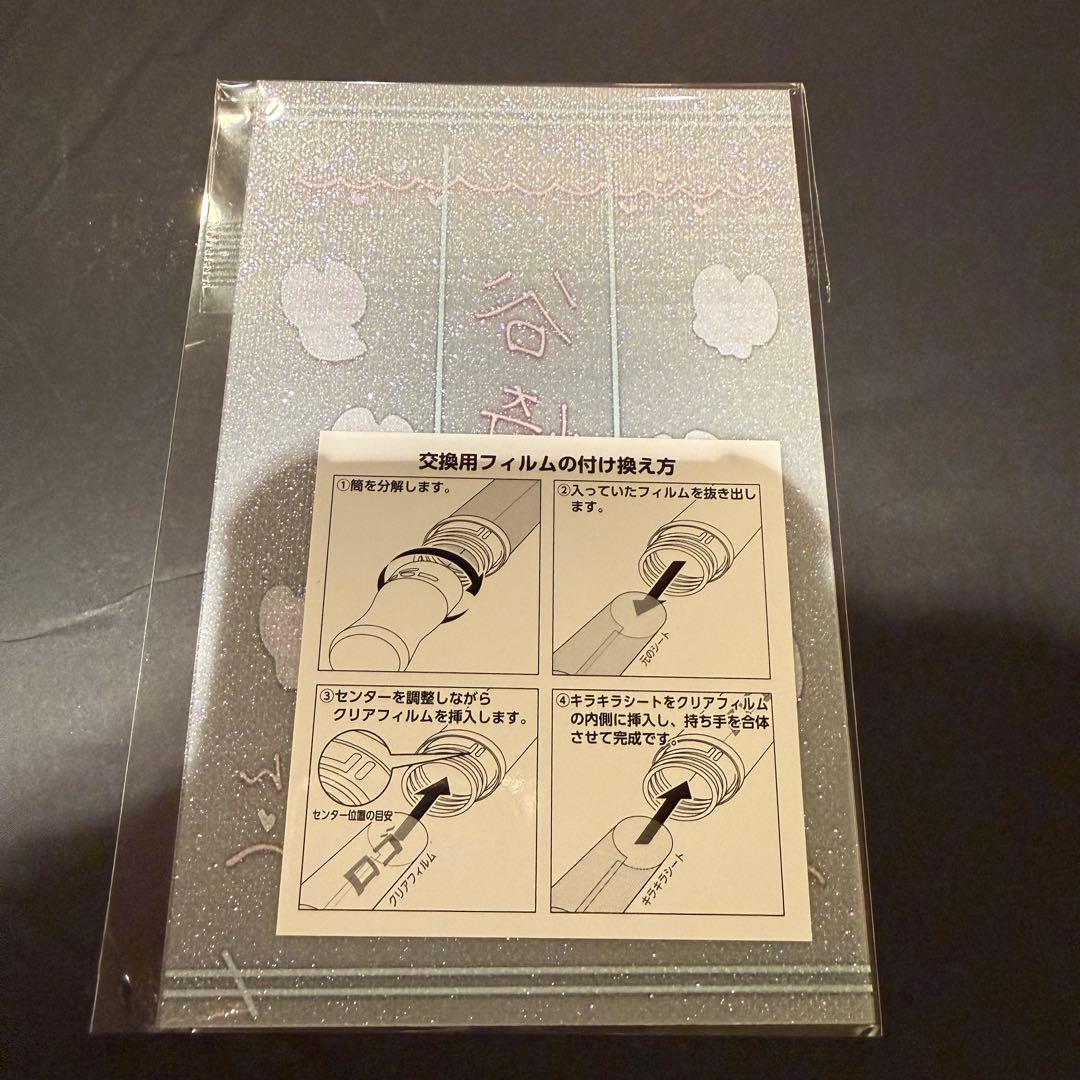 谷
交換用フィルムの付け換え方
①筒を分解します。
②入っていたフィルムを抜き出し
ます。
元のシート
③センターを調整しながら
クリアフィルムを挿入します。
センター位置の目安
ロゴ
クリアフィルム
④キラキラシートをクリアフィルム
の内側に挿入し、持ち手を合体
させて完成です。
キラキラシート